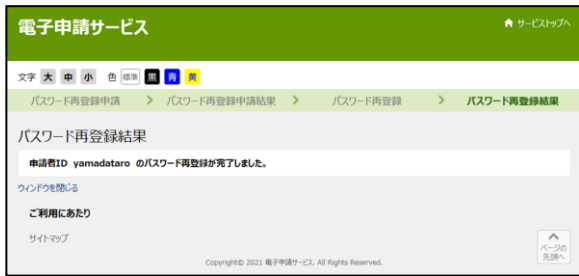 電子申請サービス
サービストップへ
文字 大 中 小 色 標準 黒 青 黄
パスワード再登録申請 > パスワード再登録申請結果 > パスワード再登録 > パスワード再登録結果
パスワード再登録結果
申請者ID yamadataro のパスワード再登録が完了しました。
ウィンドウを閉じる
ご利用にあたり
サイトマップ
ページの
先頭へ
Copyright© 2021 電子申請サービス. All Rights Reserved.